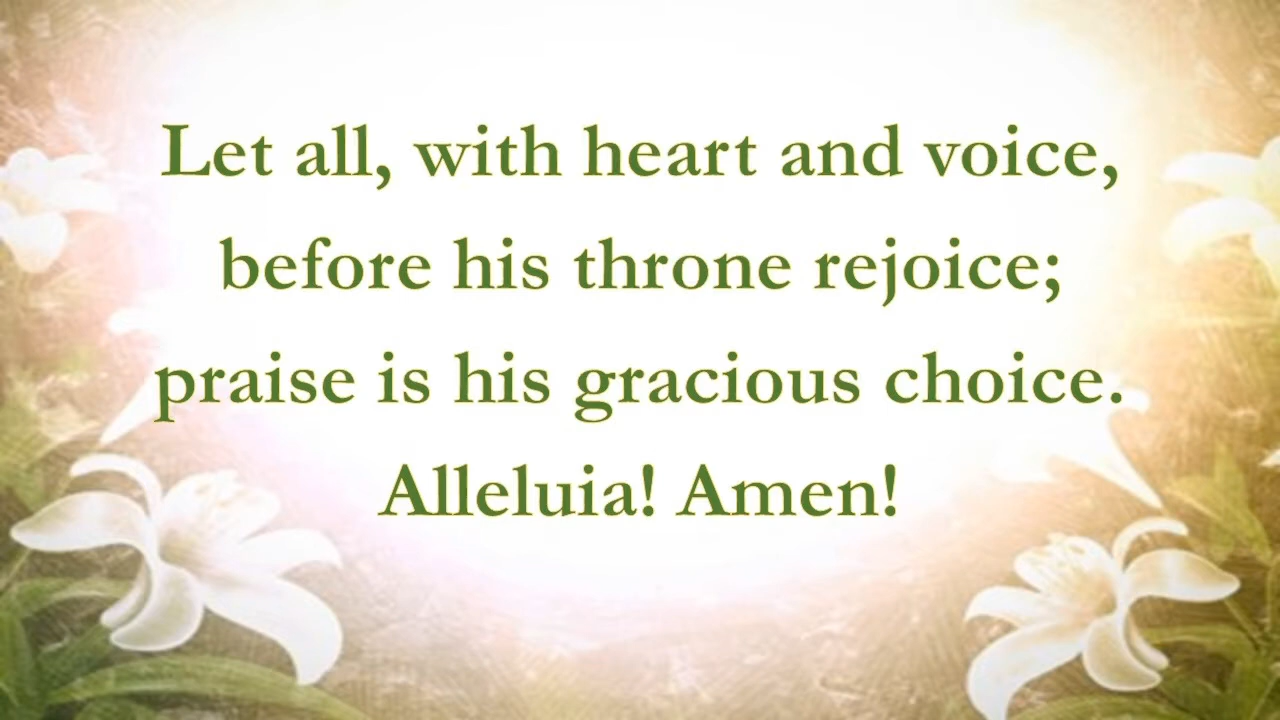 Let all, with heart and voice,
before his throne rejoice;
praise is his gracious choice.
Alleluia! Amen!